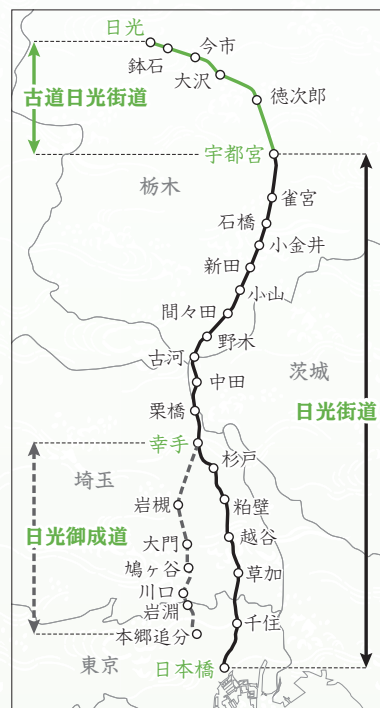 日光
今市
鉢石
大沢
古道日光街道
徳次郎
宇都宮
栃木
雀宮
石橋
小金井
新田
小山
間々田
野木
古河
茨城
中田
栗橋
日光街道
幸手
杉戸
埼玉
岩槻
粕壁
日光御成道
越谷
大門
鳩ヶ谷
草加
川口
岩淵
千住
本郷追分
東京
日本橋